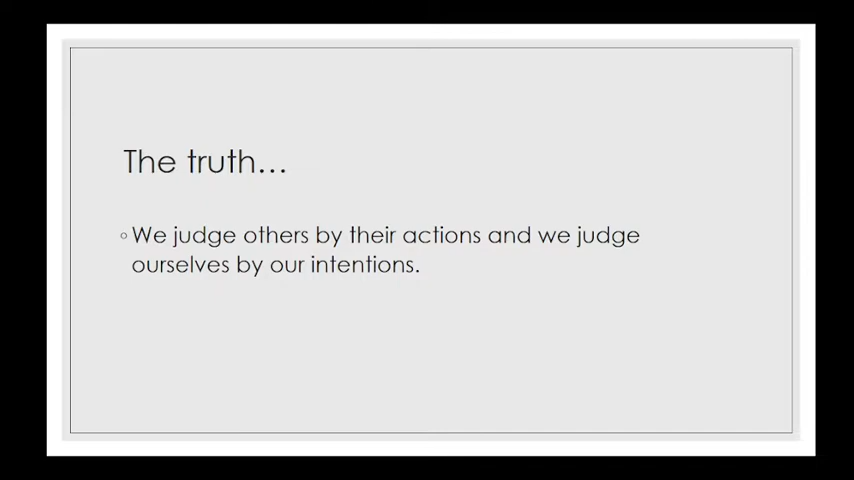 The truth…
◦ We judge others by their actions and we judge
ourselves by our intentions.